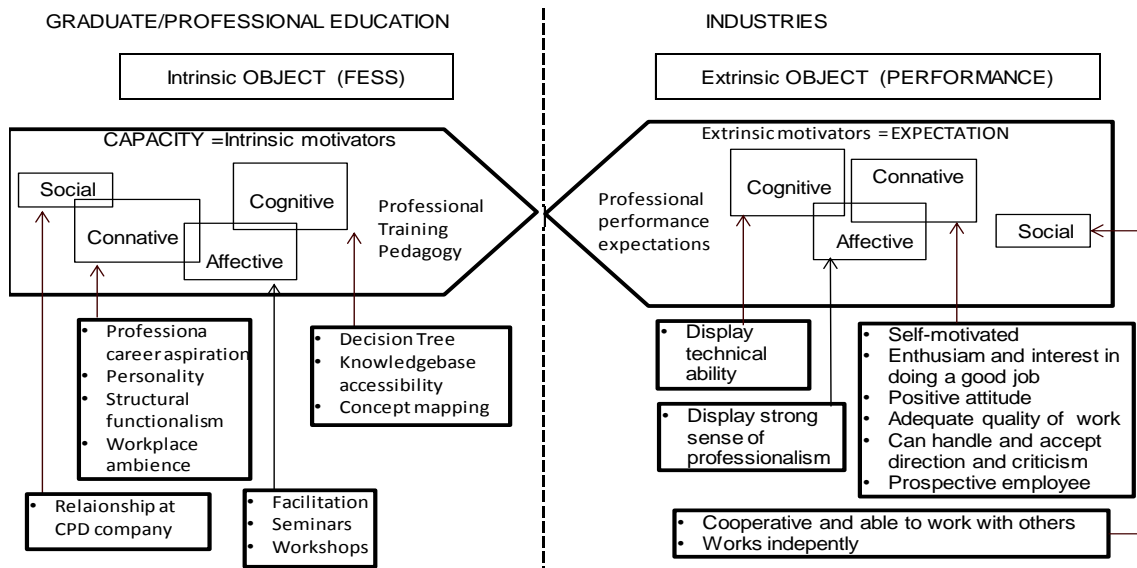 GRADUATE/PROFESSIONAL EDUCATION
INDUSTRIES
Intrinsic OBJECT (FESS)
Extrinsic OBJECT (PERFORMANCE)
CAPACITY =Intrinsic motivators
Social
Connative
Affective
Cognitive
Professional
Training
Pedagogy
Extrinsic motivators =EXPECTATION
Professional
performance
expectations
Cognitive
Connative
Affective
Social
• Professiona
career aspiration
• Personality
• Structural
functionalism
• Workplace
ambience
• Decision Tree
• Knowledgebase
accessibility
• Concept mapping
• Relaionship at
CPD company
• Facilitation
• Seminars
• Workshops
• Display
technical
ability
• Display strong
sense of
professionalism
• Self-motivated
• Enthusiam and interest in
doing a good job
• Positive attitude
• Adequate quality of work
• Can handle and accept
direction and criticism
• Prospective employee
• Cooperative and able to work with others
• Works indepently